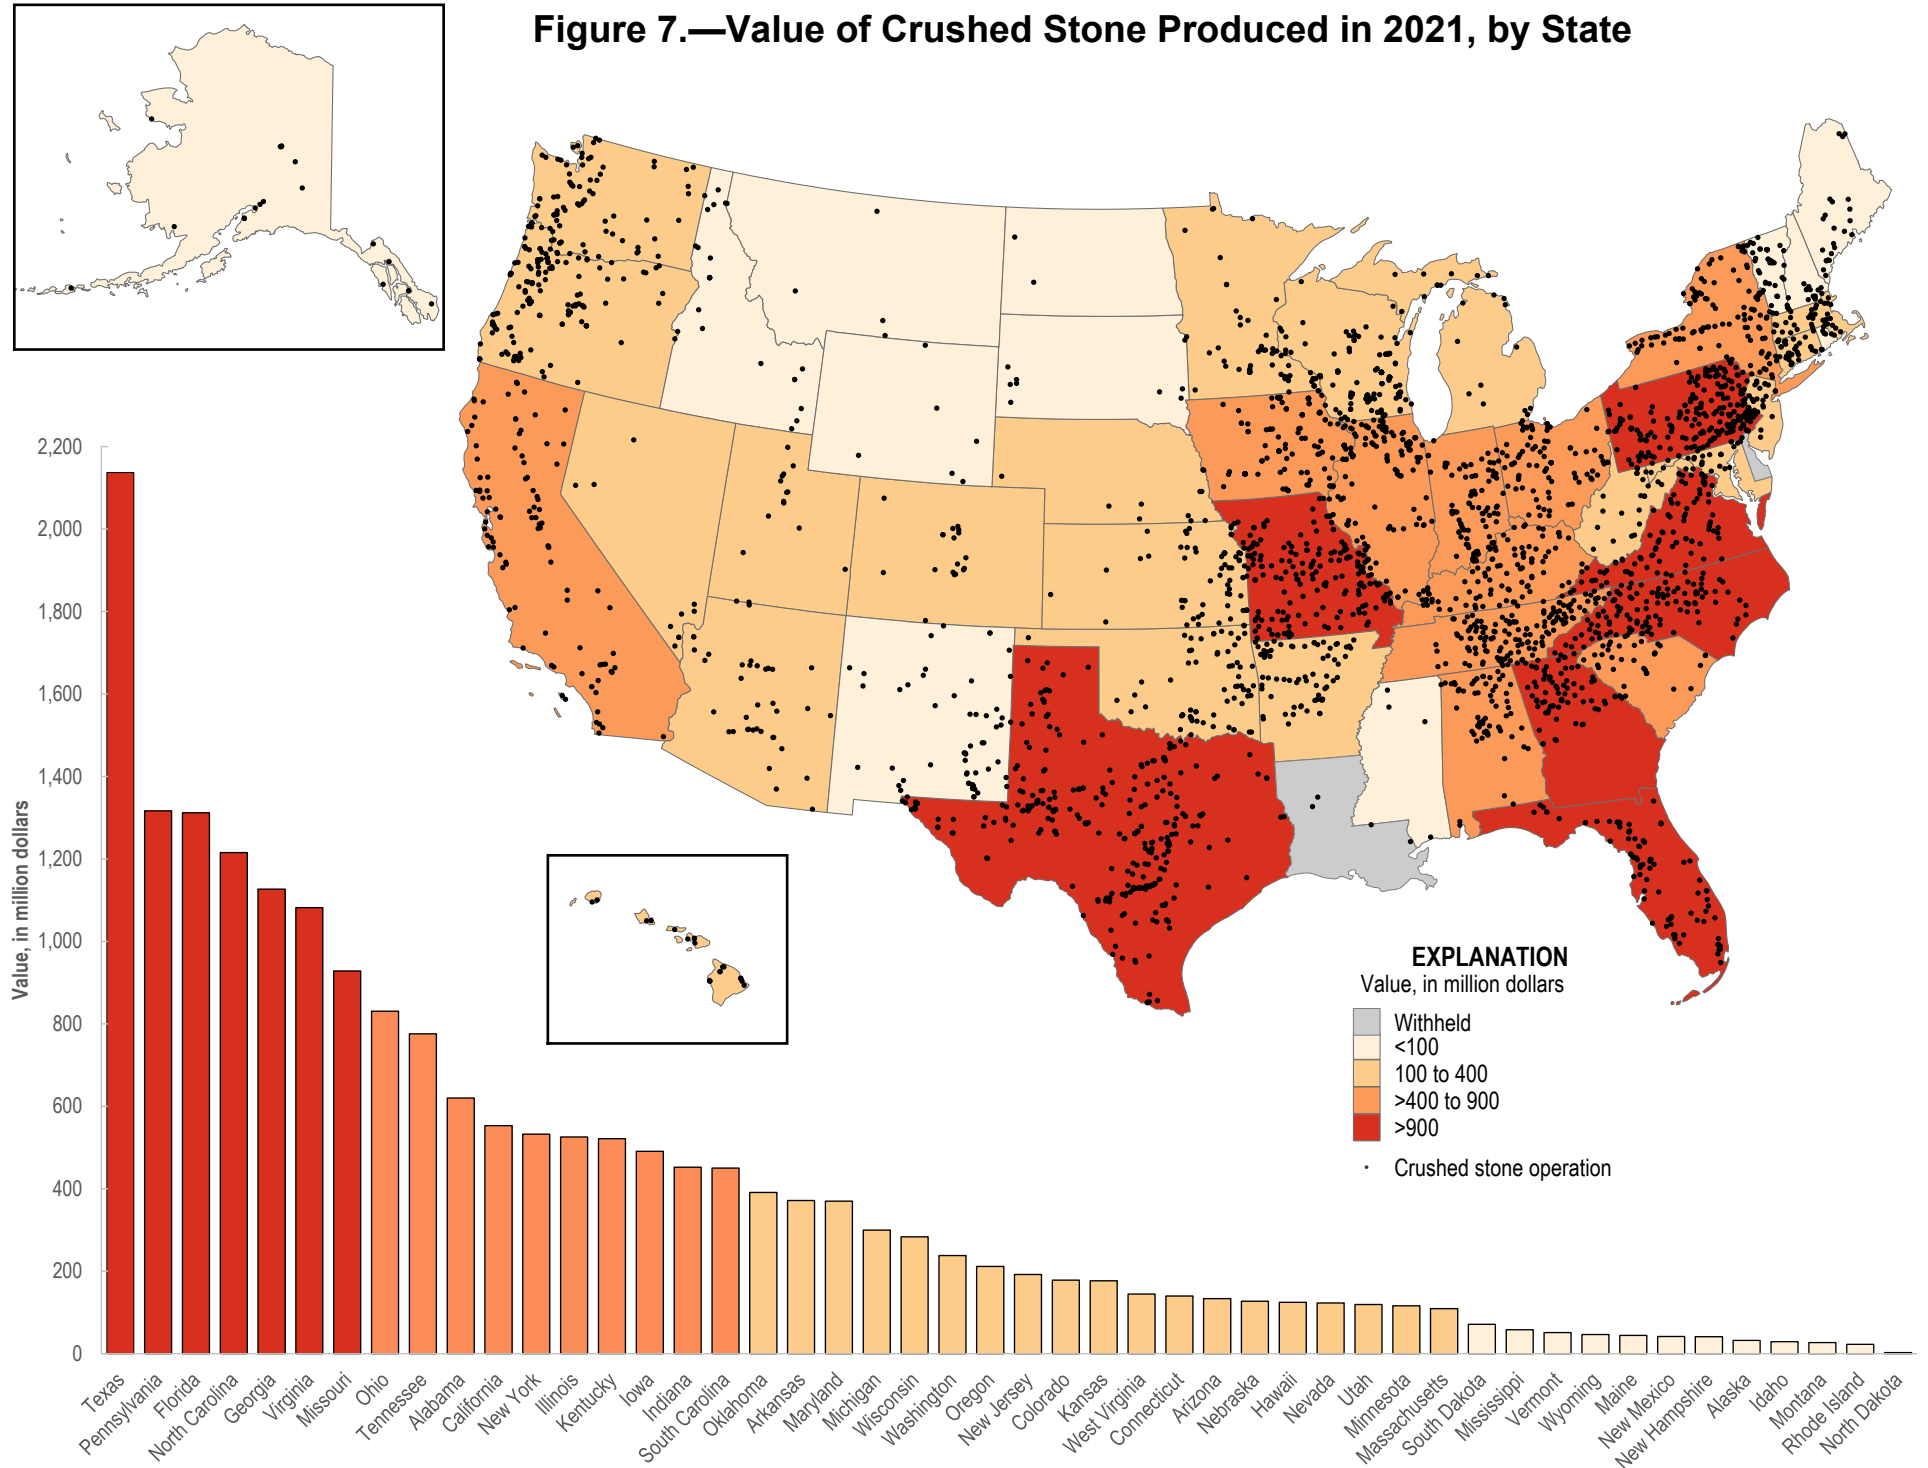 Figure 7.—Value of Crushed Stone Produced in 2021, by State
2,200
2,000
1,800
1,600
1,400
1,200
1,000
800
600
400
200
0
Value, in million dollars
EXPLANATION
Value, in million dollars
Withheld
<100
100 to 400
>400 to 900
>900
Crushed stone operation
Texas
Pennsylvania
Florida
North Carolina
Georgia
Virginia
Missouri
Ohio
Tennessee
Alabama
California
New York
Illinois
Kentucky
Iowa
Indiana
South Carolina
Oklahoma
Arkansas
Maryland
Michigan
Wisconsin
Washington
Oregon
New Jersey
Colorado
Kansas
West Virginia
Connecticut
Arizona
Nebraska
Hawaii
Nevada
Utah
Minnesota
Massachusetts
South Dakota
Mississippi
Vermont
Wyoming
Maine
New Mexico
New Hampshire
Alaska
Idaho
Montana
Rhode Island
North Dakota